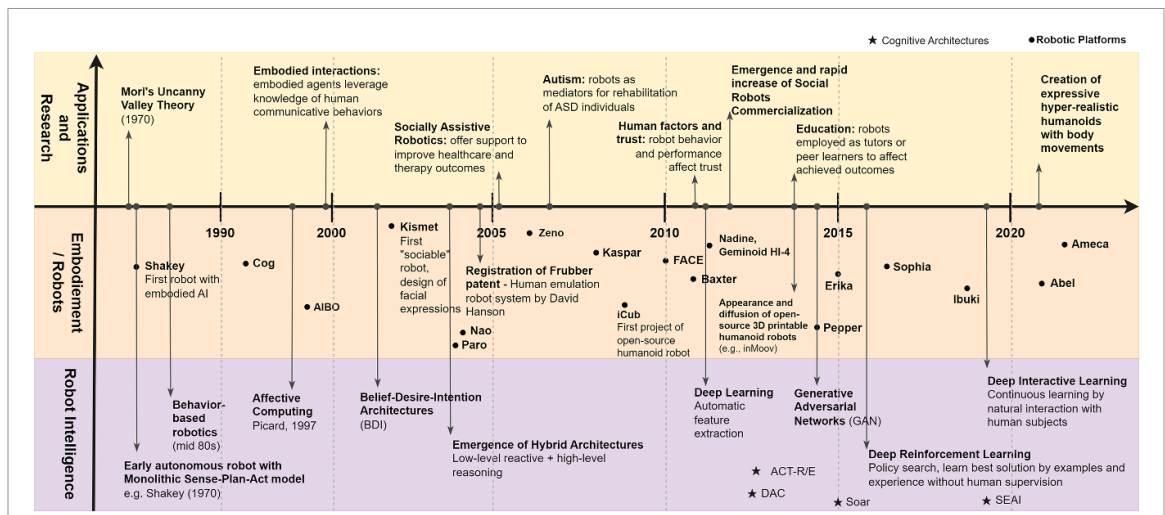 Cognitive Architectures
Robotic Platforms
Applications
and
Research
Mori's Uncanny
Valley Theory
(1970)
Embodied interactions:
embodied agents leverage
knowledge of human
communicative behaviors
Socially Assistive
Robotics: offer support to
improve healthcare and
therapy outcomes
Autism: robots as
mediators for rehabilitation
of ASD individuals
Human factors and
trust: robot behavior
and performance
affect trust
Emergence and rapid
increase of Social
Robots
Commercialization
Education: robots
employed as tutors or
peer learners to affect
achieved outcomes
Creation of
expressive
hyper-realistic
humanoids
with body
movements
1990
2000
2005
2010
2015
2020
Embodiement
/ Robots
Shakey
First robot with
embodied AI
Cog
AIBO
Kismet
First
"sociable"
robot,
design of
facial
expressions
Registration of Frubber
patent - Human emulation
robot system by David
Hanson
Nao
Paro
Zeno
Kaspar
iCub
First project of
open-source
humanoid robot
FACE
Baxter
Nadine,
Geminoid HI-4
Appearance and
diffusion of open-
source 3D printable
humanoid robots
(e.g., inMoov)
Erika
Pepper
Sophia
Ibuki
Ameca
Abel
Robot Intelligence
Behavior-
based
robotics
(mid 80s)
Early autonomous robot with
Monolithic Sense-Plan-Act model
e.g. Shakey (1970)
Affective
Computing
Picard, 1997
Belief-Desire-Intention
Architectures
(BDI)
Emergence of Hybrid Architectures
Low-level reactive + high-level
reasoning
Deep Learning
Automatic
feature
extraction
Generative
Adversarial
Networks (GAN)
Deep Reinforcement Learning
Policy search, learn best solution by examples and
experience without human supervision
Deep Interactive Learning
Continuous learning by
natural interaction with
human subjects
ACT-R/E
DAC
Soar
SEAI